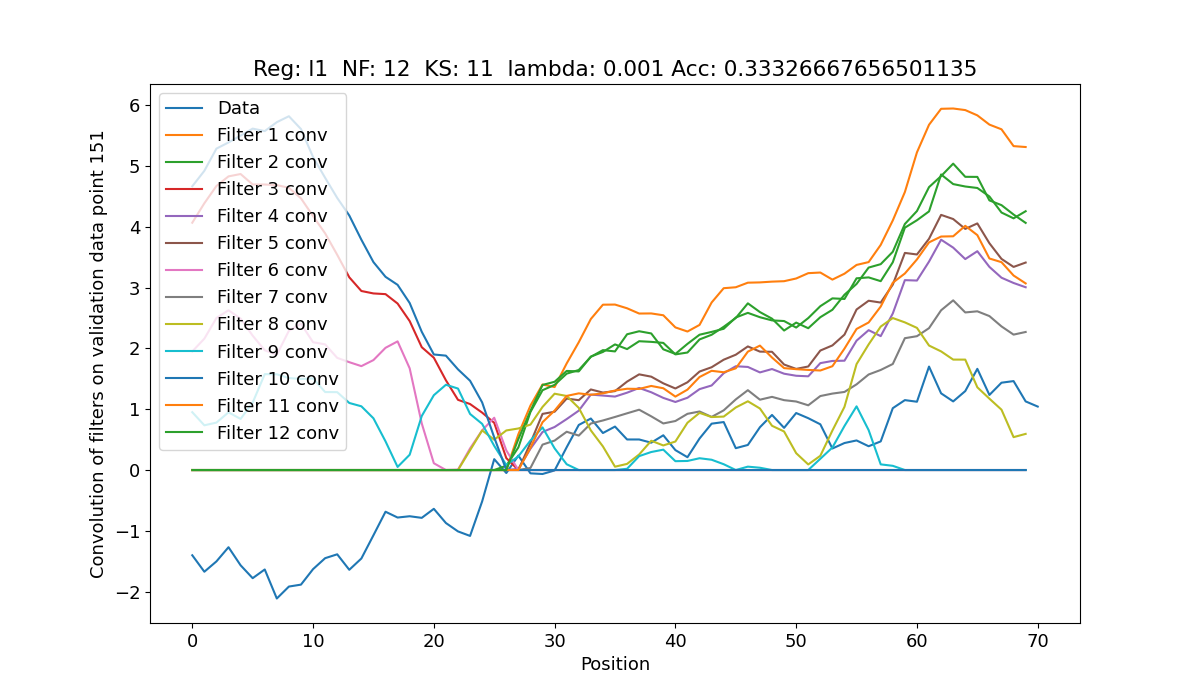 Reg: l1  NF: 12  KS: 11  lambda: 0.001 Acc: 0.33326667656501135
Convolution of filters on validation data point 151
6
5
4
3
2
1
0
−1
−2
Data
Filter 1 conv
Filter 2 conv
Filter 3 conv
Filter 4 conv
Filter 5 conv
Filter 6 conv
Filter 7 conv
Filter 8 conv
Filter 9 conv
Filter 10 conv
Filter 11 conv
Filter 12 conv
0 10 20 30 40 50 60 70
Position